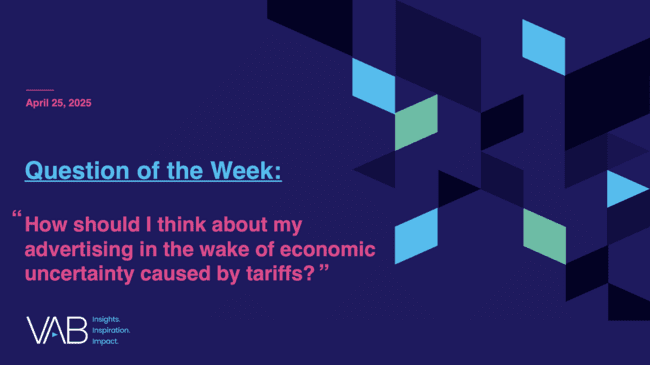 April 25, 2025
Question of the Week:
“How should I think about my
advertising in the wake of economic
uncertainty caused by tariffs?”
VAB
Insights.
Inspiration.
Impact.